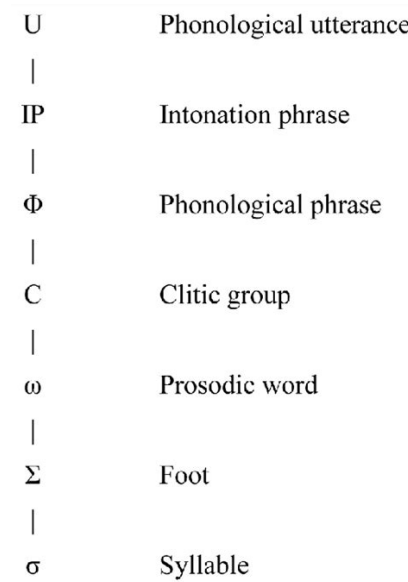 U Phonological utterance
|
IP Intonation phrase
|
Φ Phonological phrase
|
C Clitic group
|
ω Prosodic word
|
Σ Foot
|
σ Syllable